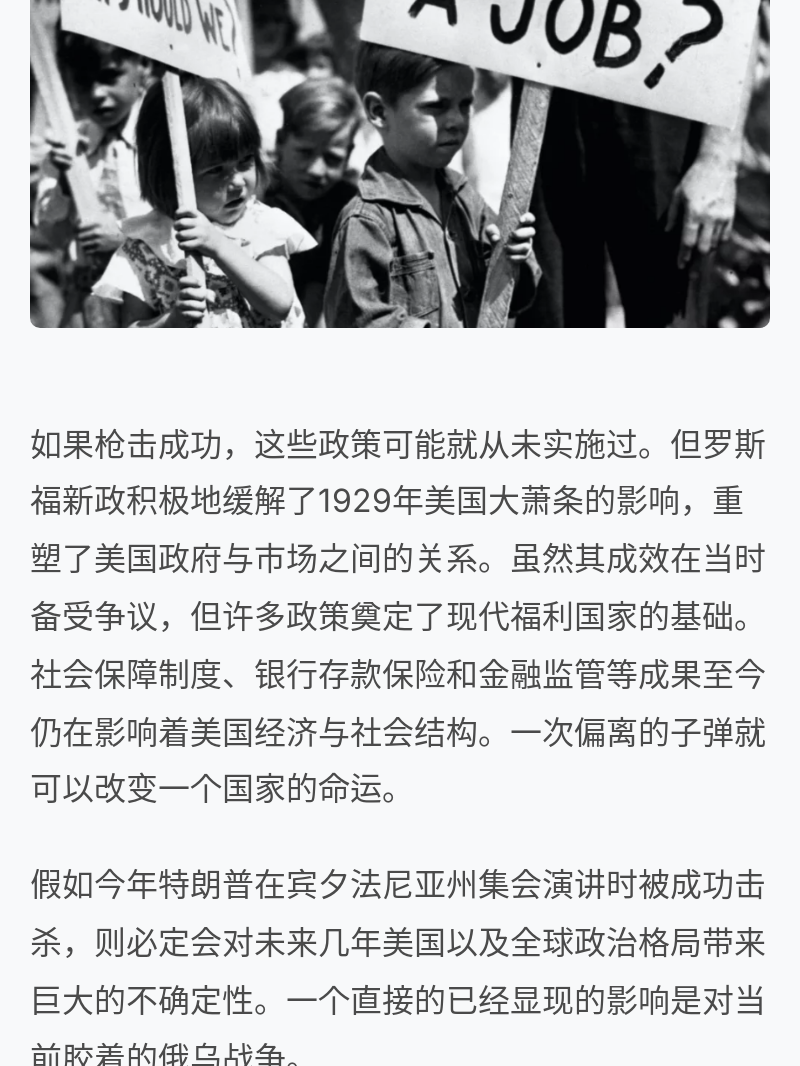 SHOULD WE?
A JOB?
如果枪击成功，这些政策可能就从未实施过。但罗斯
福新政积极地缓解了1929年美国大萧条的影响，重
塑了美国政府与市场之间的关系。虽然其成效在当时
备受争议，但许多政策奠定了现代福利国家的基础。
社会保障制度、银行存款保险和金融监管等成果至今
仍在影响着美国经济与社会结构。一次偏离的子弹就
可以改变一个国家的命运。
假如今年特朗普在宾夕法尼亚州集会演讲时被成功击
杀，则必定会对未来几年美国以及全球政治格局带来
巨大的不确定性。一个直接的已经显现的影响是对当
前胶着的俄乌战争。